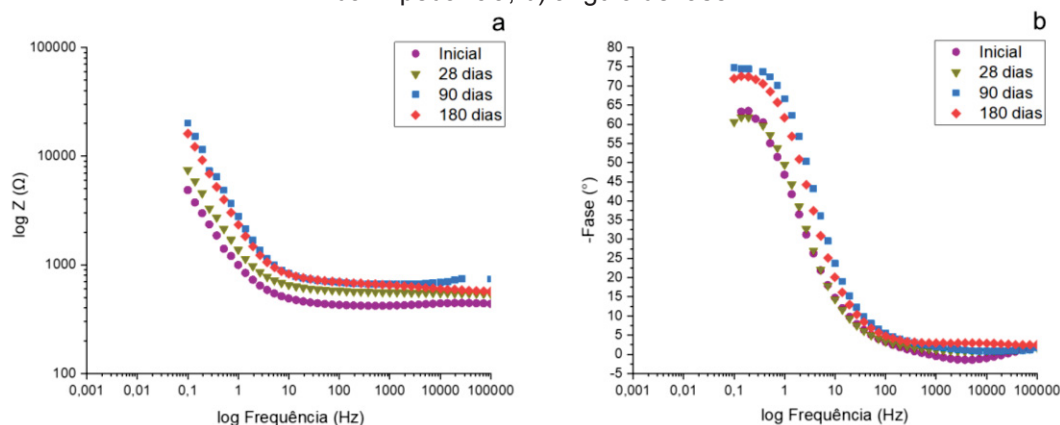 a
b
Inicial
28 dias
90 dias
180 dias
100000
10000
1000
100
log Z (Ω)
0,001 0,01 0,1 1 10 100 1000 10000 100000
log Frequência (Hz)
Inicial
28 dias
90 dias
180 dias
80
75
70
65
60
55
50
45
40
35
30
25
20
15
10
5
0
-5
-Fase (°)
0,001 0,01 0,1 1 10 100 1000 10000 100000
log Frequência (Hz)